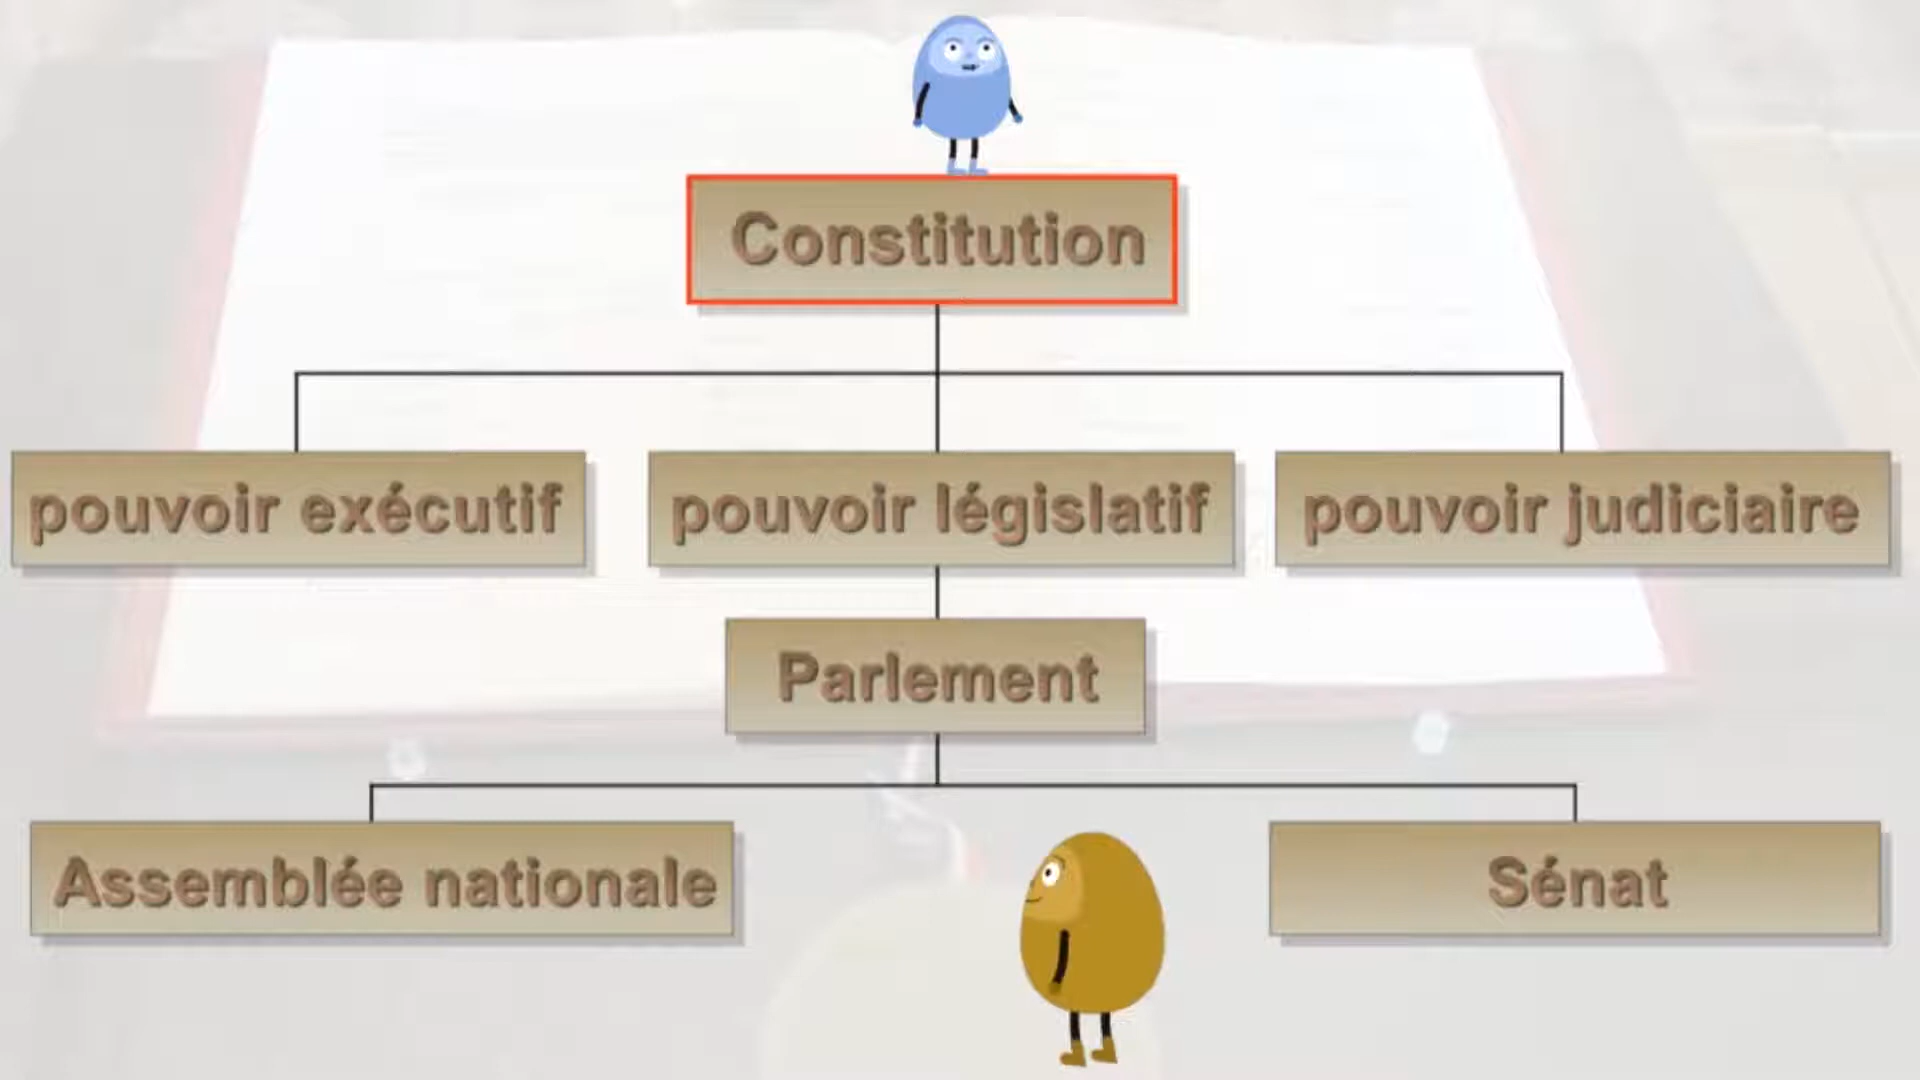 Constitution
pouvoir exécutif
pouvoir législatif
pouvoir judiciaire
Parlement
Assemblée nationale
Sénat